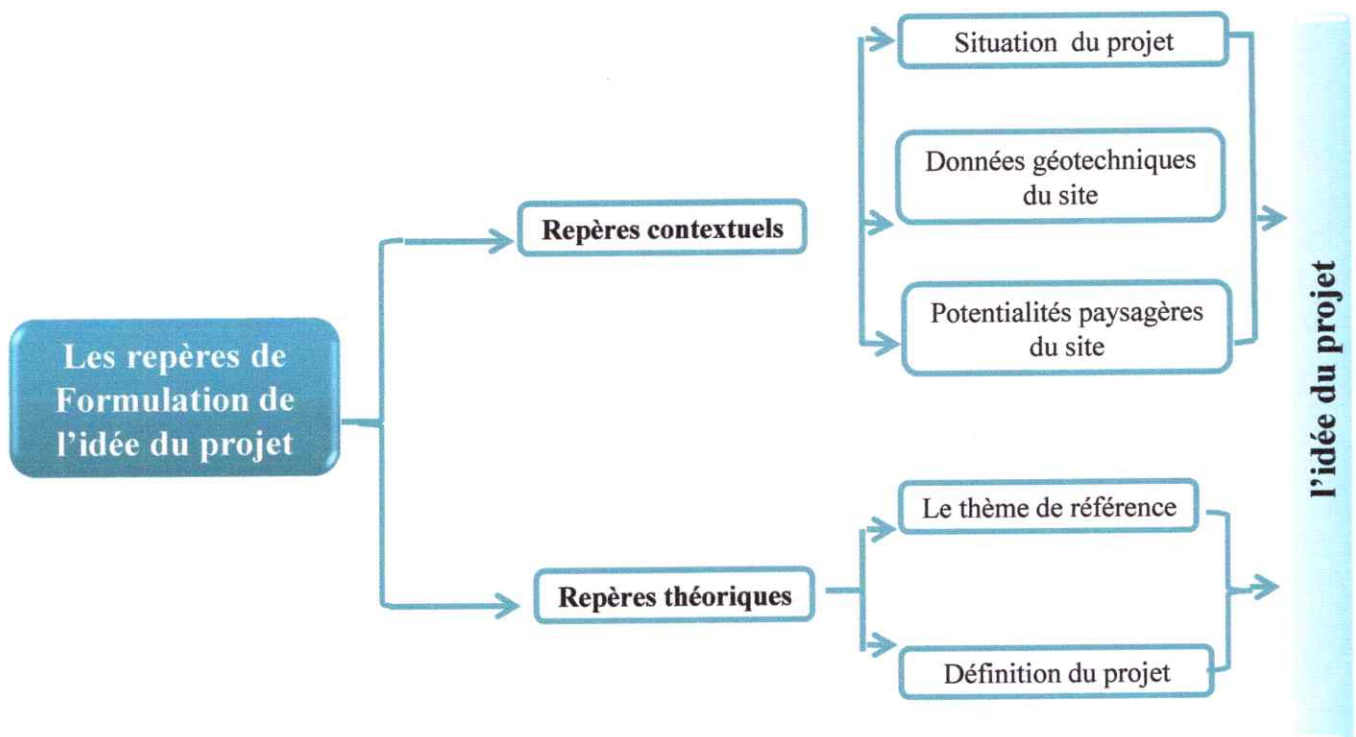 Les repères de
Formulation de
l'idée du projet
Repères contextuels
Situation du projet
Données géotechniques
du site
Potentialités paysagères
du site
Repères théoriques
Le thème de référence
Définition du projet
l'idée du projet